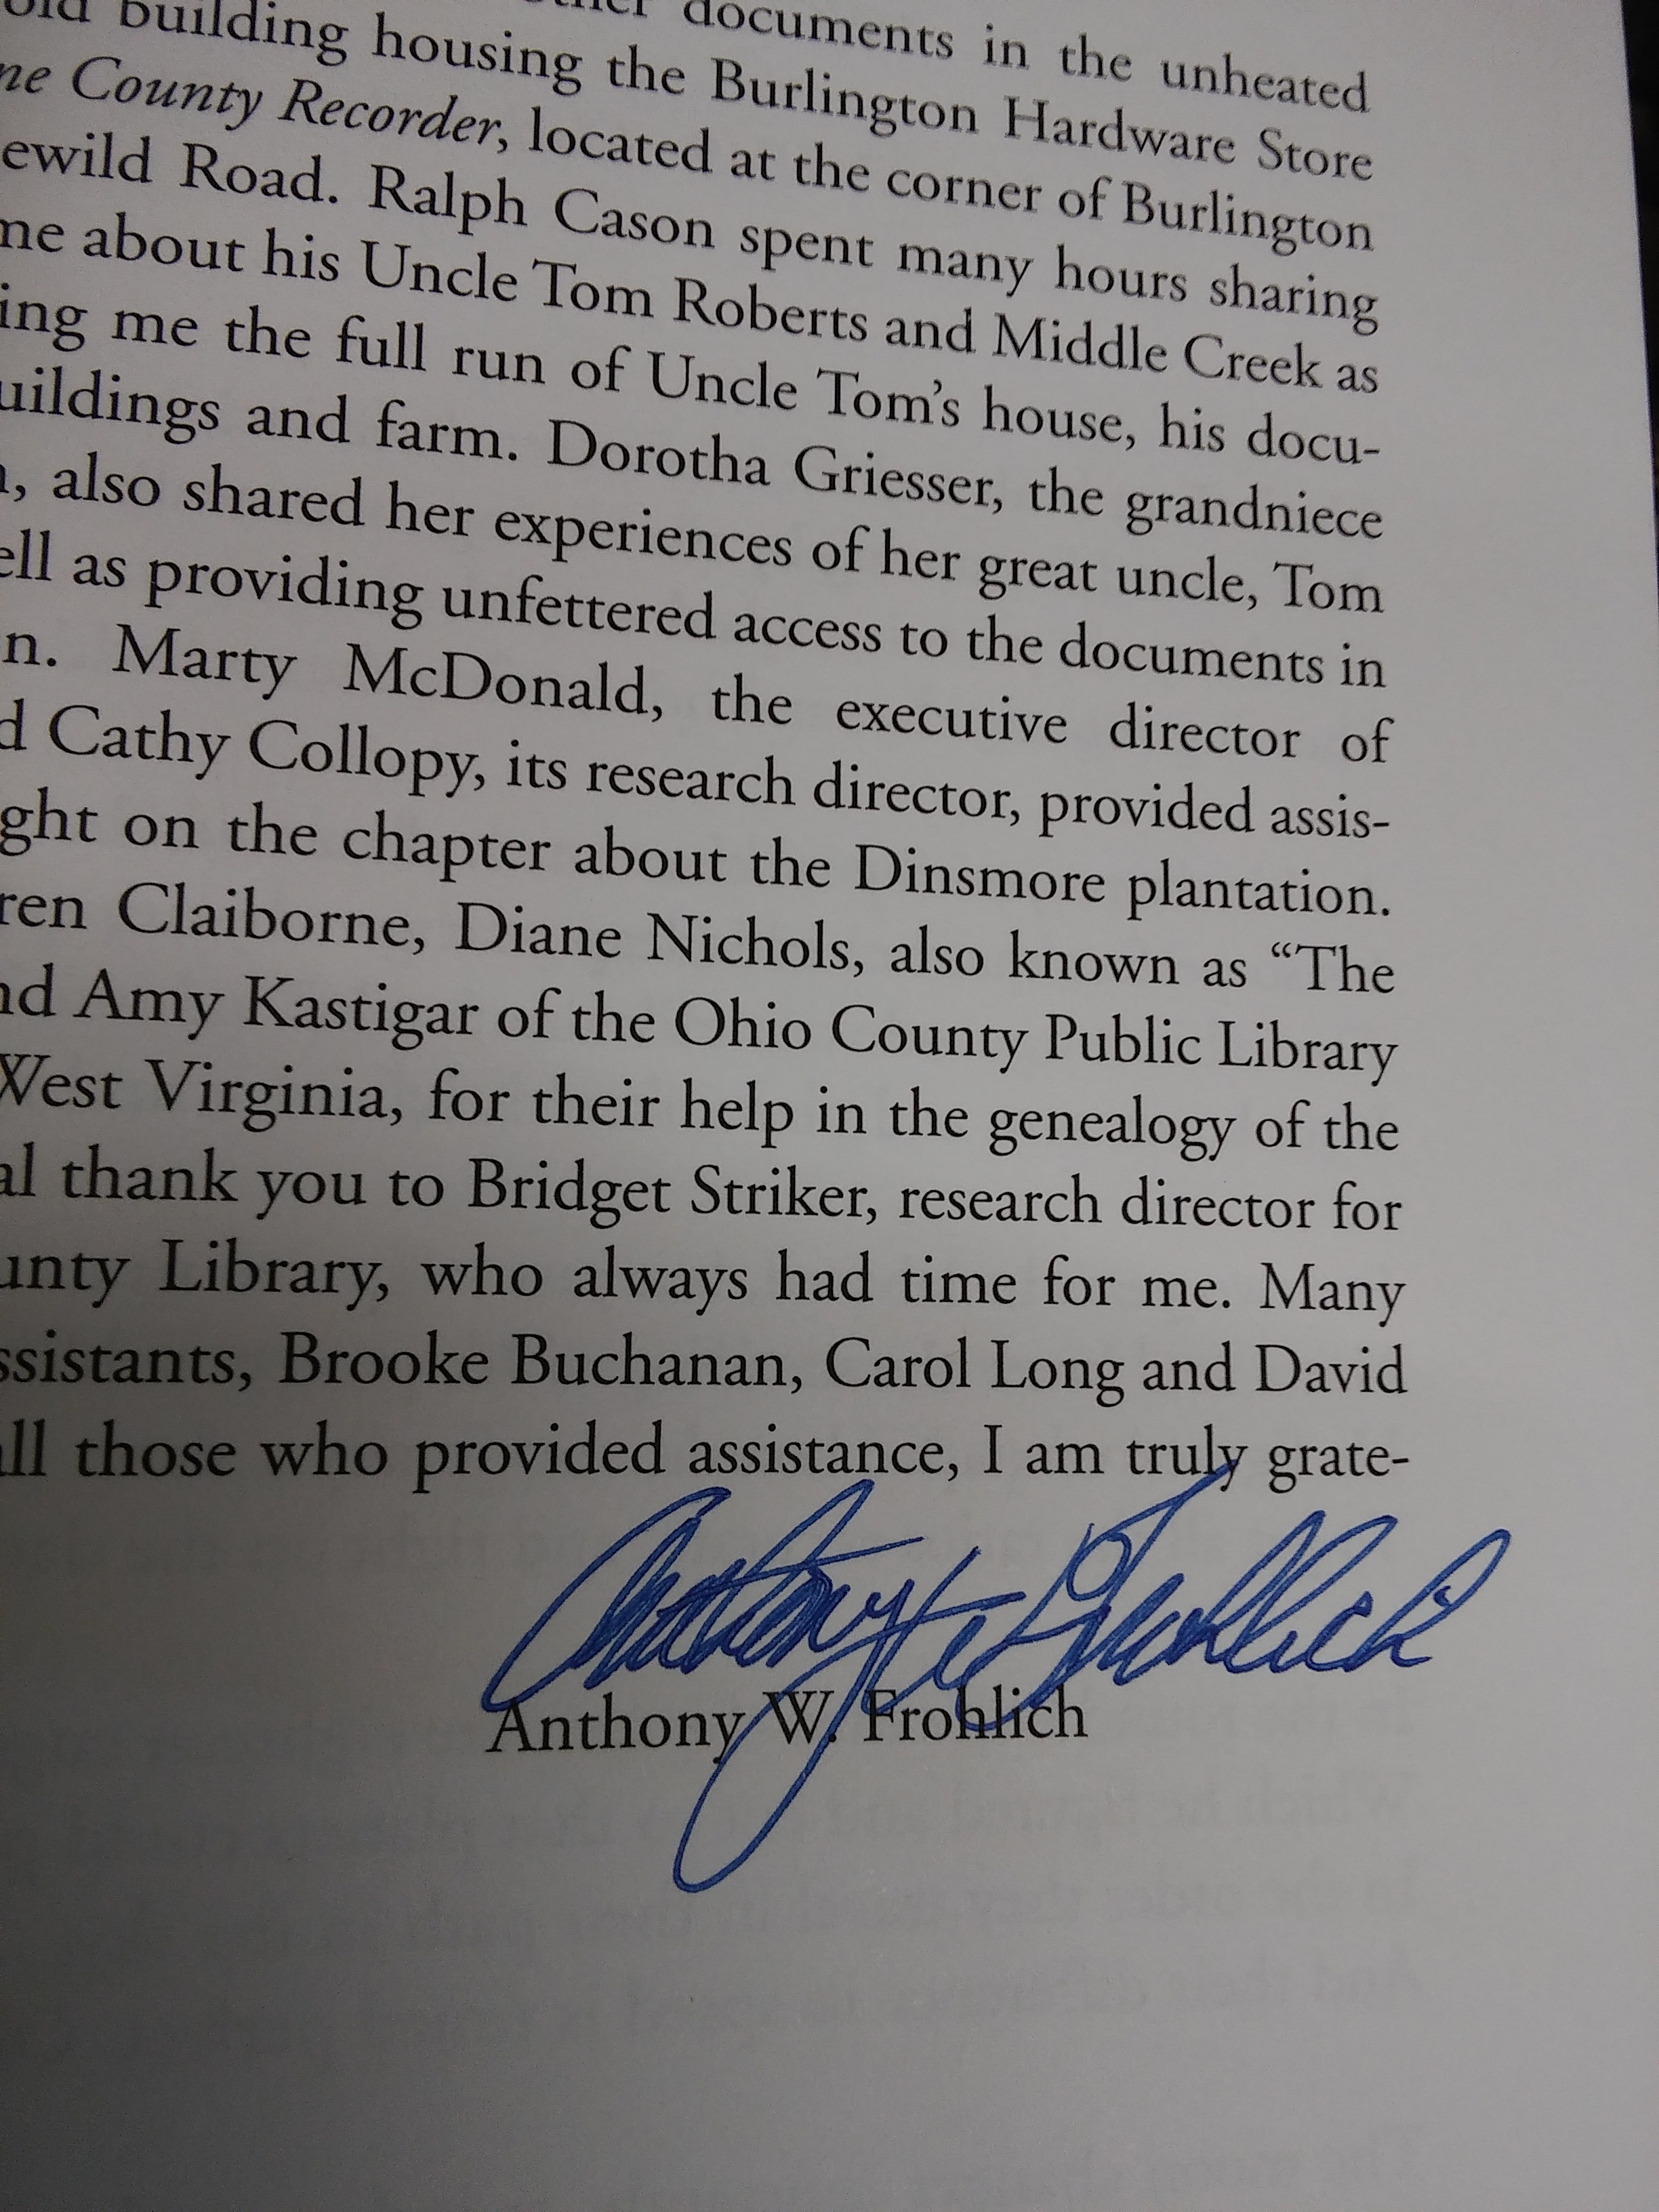 building housing the Burlington Hardware Store documents in the unheated
County Recorder, located at the corner of Burlington
Road. Ralph Cason spent many hours sharing
me about his Uncle Tom Roberts and Middle Creek as
ing me the full run of Uncle Tom’s house, his docu-
uildings and farm. Dorotha Griesser, the grandniece
, also shared her experiences of her great uncle, Tom
ell as providing unfettered access to the documents in
n. Marty McDonald, the executive director of
d Cathy Collopy, its research director, provided assis-
ght on the chapter about the Dinsmore plantation.
ren Claiborne, Diane Nichols, also known as “The
nd Amy Kastigar of the Ohio County Public Library
West Virginia, for their help in the genealogy of the
al thank you to Bridget Striker, research director for
unty Library, who always had time for me. Many
ssistants, Brooke Buchanan, Carol Long and David
all those who provided assistance, I am truly grate-
Anthony W Frohlich
Anthony W. Frohlich